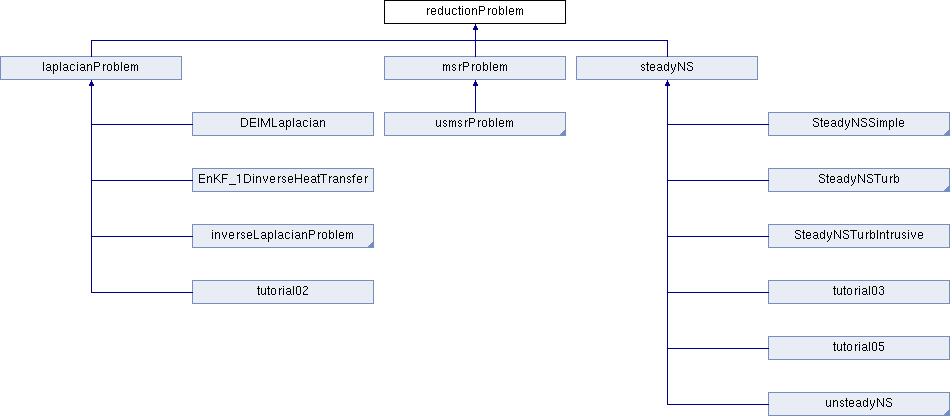 reductionProblem
laplacianProblem
msrProblem
steadyNS
DEIMLaplacian
usmsrProblem
SteadyNSSimple
EnKF_1DinverseHeatTransfer
SteadyNSTurb
inverseLaplacianProblem
SteadyNSTurbIntrusive
tutorial02
tutorial03
tutorial05
unsteadyNS